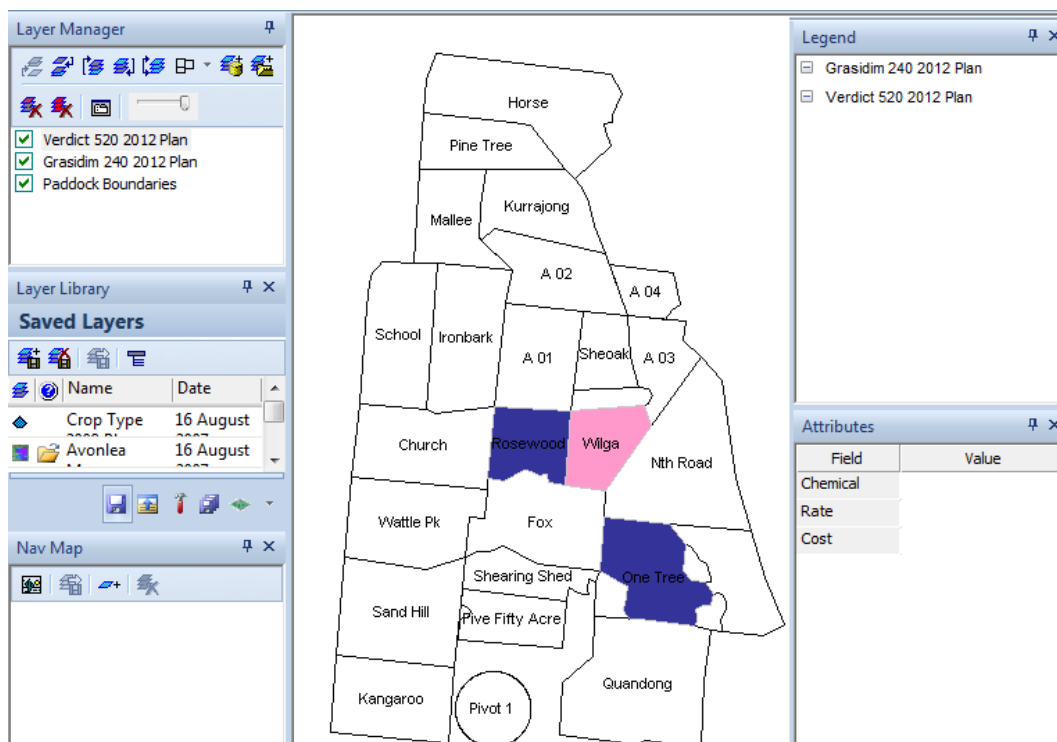 Layer Manager
Verdict 520 2012 Plan
Grasidim 240 2012 Plan
Paddock Boundaries
Layer Library
Saved Layers
Name Date
Crop Type 16 August
Avonlea 16 August
Nav Map
Horse
Pine Tree
Kurrajong
Mallee
A 02
A 04
School
Ironbark
A 01
Sheoak
A 03
Church
Rosewood
Wilga
Nth Road
Wattle Pk
Fox
Shearing Shed
One Tree
Sand Hill
Pive Fifty Acre
Quandong
Kangaroo
Pivot 1
Legend
Grasidim 240 2012 Plan
Verdict 520 2012 Plan
Attributes
Field Value
Chemical
Rate
Cost